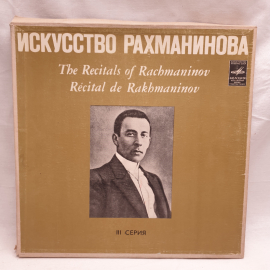 ИСКУССТВО РАХМАНИНОВА
The Recitals of Rachmaninov
Récital de Rakhmaninov
III СЕРИЯ